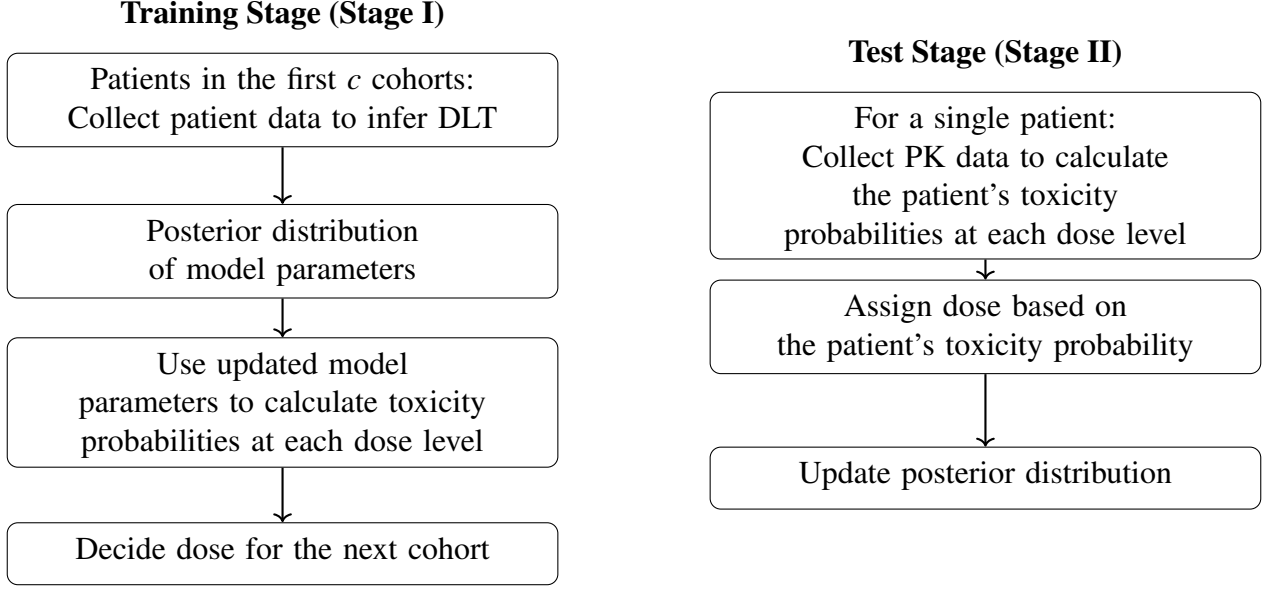 Training Stage (Stage I)
Patients in the first c cohorts:
Collect patient data to infer DLT
Posterior distribution
of model parameters
Use updated model
parameters to calculate toxicity
probabilities at each dose level
Decide dose for the next cohort
Test Stage (Stage II)
For a single patient:
Collect PK data to calculate
the patient's toxicity
probabilities at each dose level
Assign dose based on
the patient's toxicity probability
Update posterior distribution